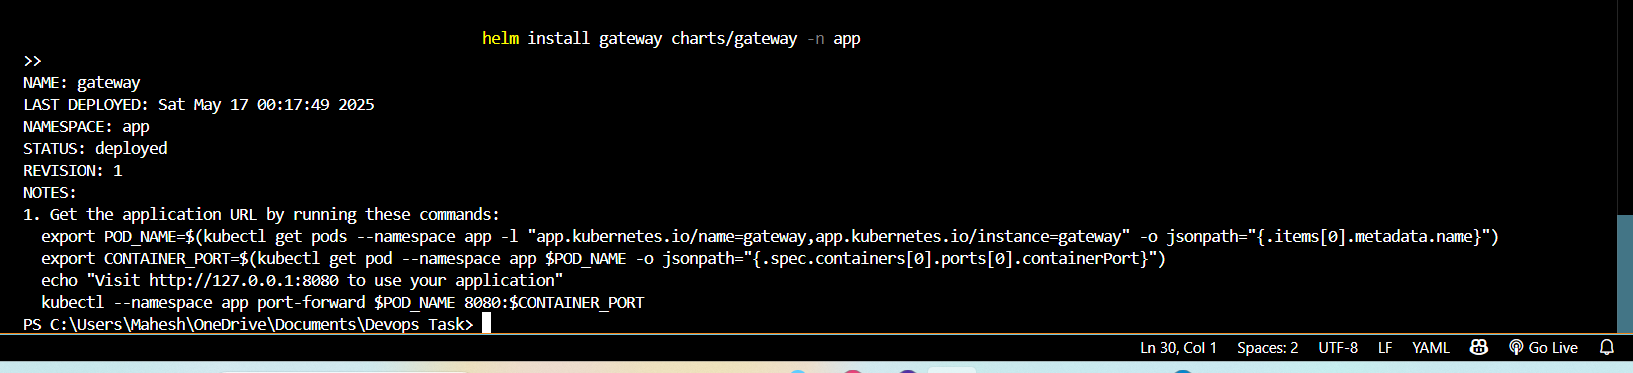 helm install gateway charts/gateway -n app
>>
NAME: gateway
LAST DEPLOYED: Sat May 17 00:17:49 2025
NAMESPACE: app
STATUS: deployed
REVISION: 1
NOTES:
1. Get the application URL by running these commands:
  export POD_NAME=$(kubectl get pods --namespace app -l "app.kubernetes.io/name=gateway,app.kubernetes.io/instance=gateway" -o jsonpath="{.items[0].metadata.name}")
  export CONTAINER_PORT=$(kubectl get pod --namespace app $POD_NAME -o jsonpath="{.spec.containers[0].ports[0].containerPort}")
  echo "Visit http://127.0.0.1:8080 to use your application"
  kubectl --namespace app port-forward $POD_NAME 8080:$CONTAINER_PORT
PS C:\Users\Mahesh\OneDrive\Documents\Devops Task>
Ln 30, Col 1 Spaces: 2 UTF-8 LF YAML Go Live